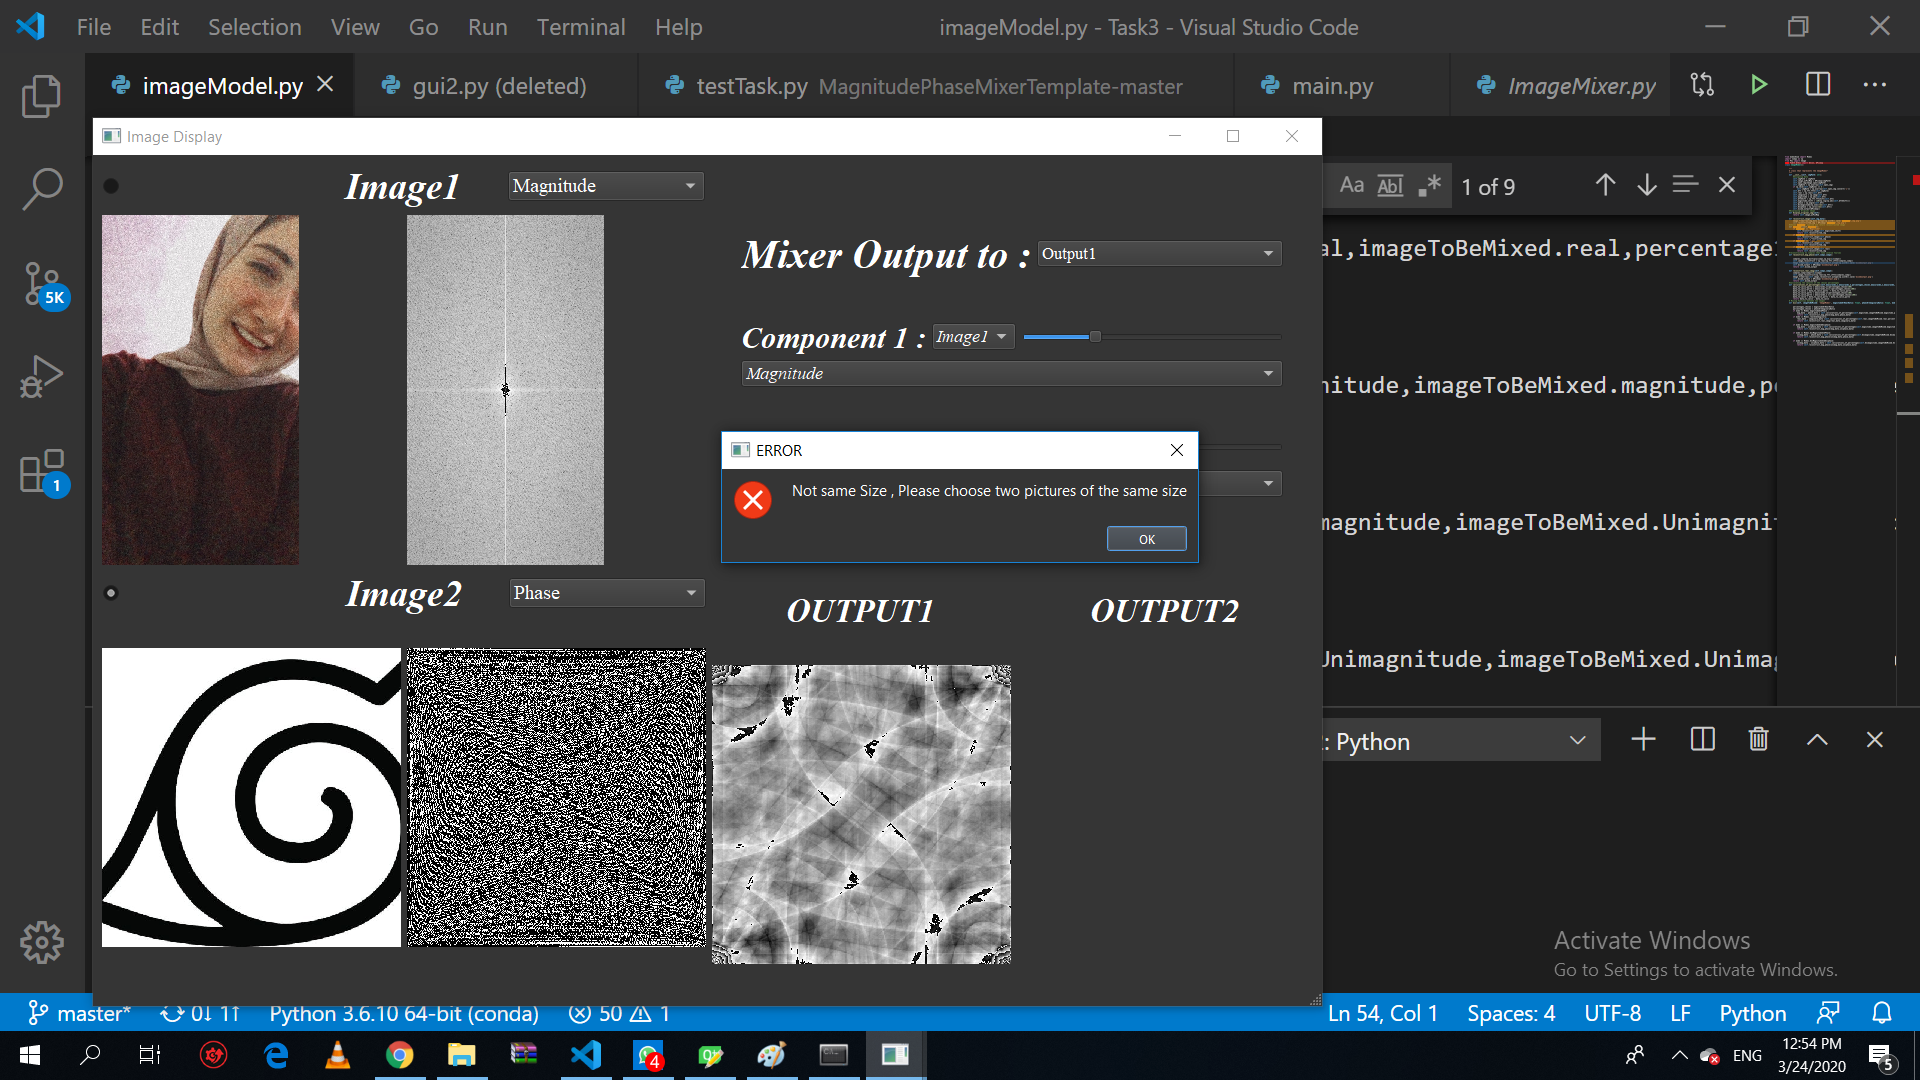 File Edit Selection View Go Run Terminal Help
imageModel.py - Task3 - Visual Studio Code
imageModel.py
gui2.py (deleted)
testTask.py MagnitudePhaseMixerTemplate-master
main.py
ImageMixer.py
Image Display
Image1
Magnitude
Aa Abl .*
1 of 9
Mixer Output to :
Output1
al,imageToBeMixed.real,percentage
Component 1 :
Image1
Magnitude
nitude,imageToBeMixed.magnitude,p
ERROR
Not same Size , Please choose two pictures of the same size
OK
magnitude,imageToBeMixed.Unimagni
Image2
Phase
OUTPUT1
OUTPUT2
Unimagnitude,imageToBeMixed.Unimag
: Python
5K
1
Activate Windows
Go to Settings to activate Windows.
master*
0↓ 1↑
Python 3.6.10 64-bit (conda)
50
1
Ln 54, Col 1
Spaces: 4
UTF-8
LF
Python
4
ENG
12:54 PM
3/24/2020
5